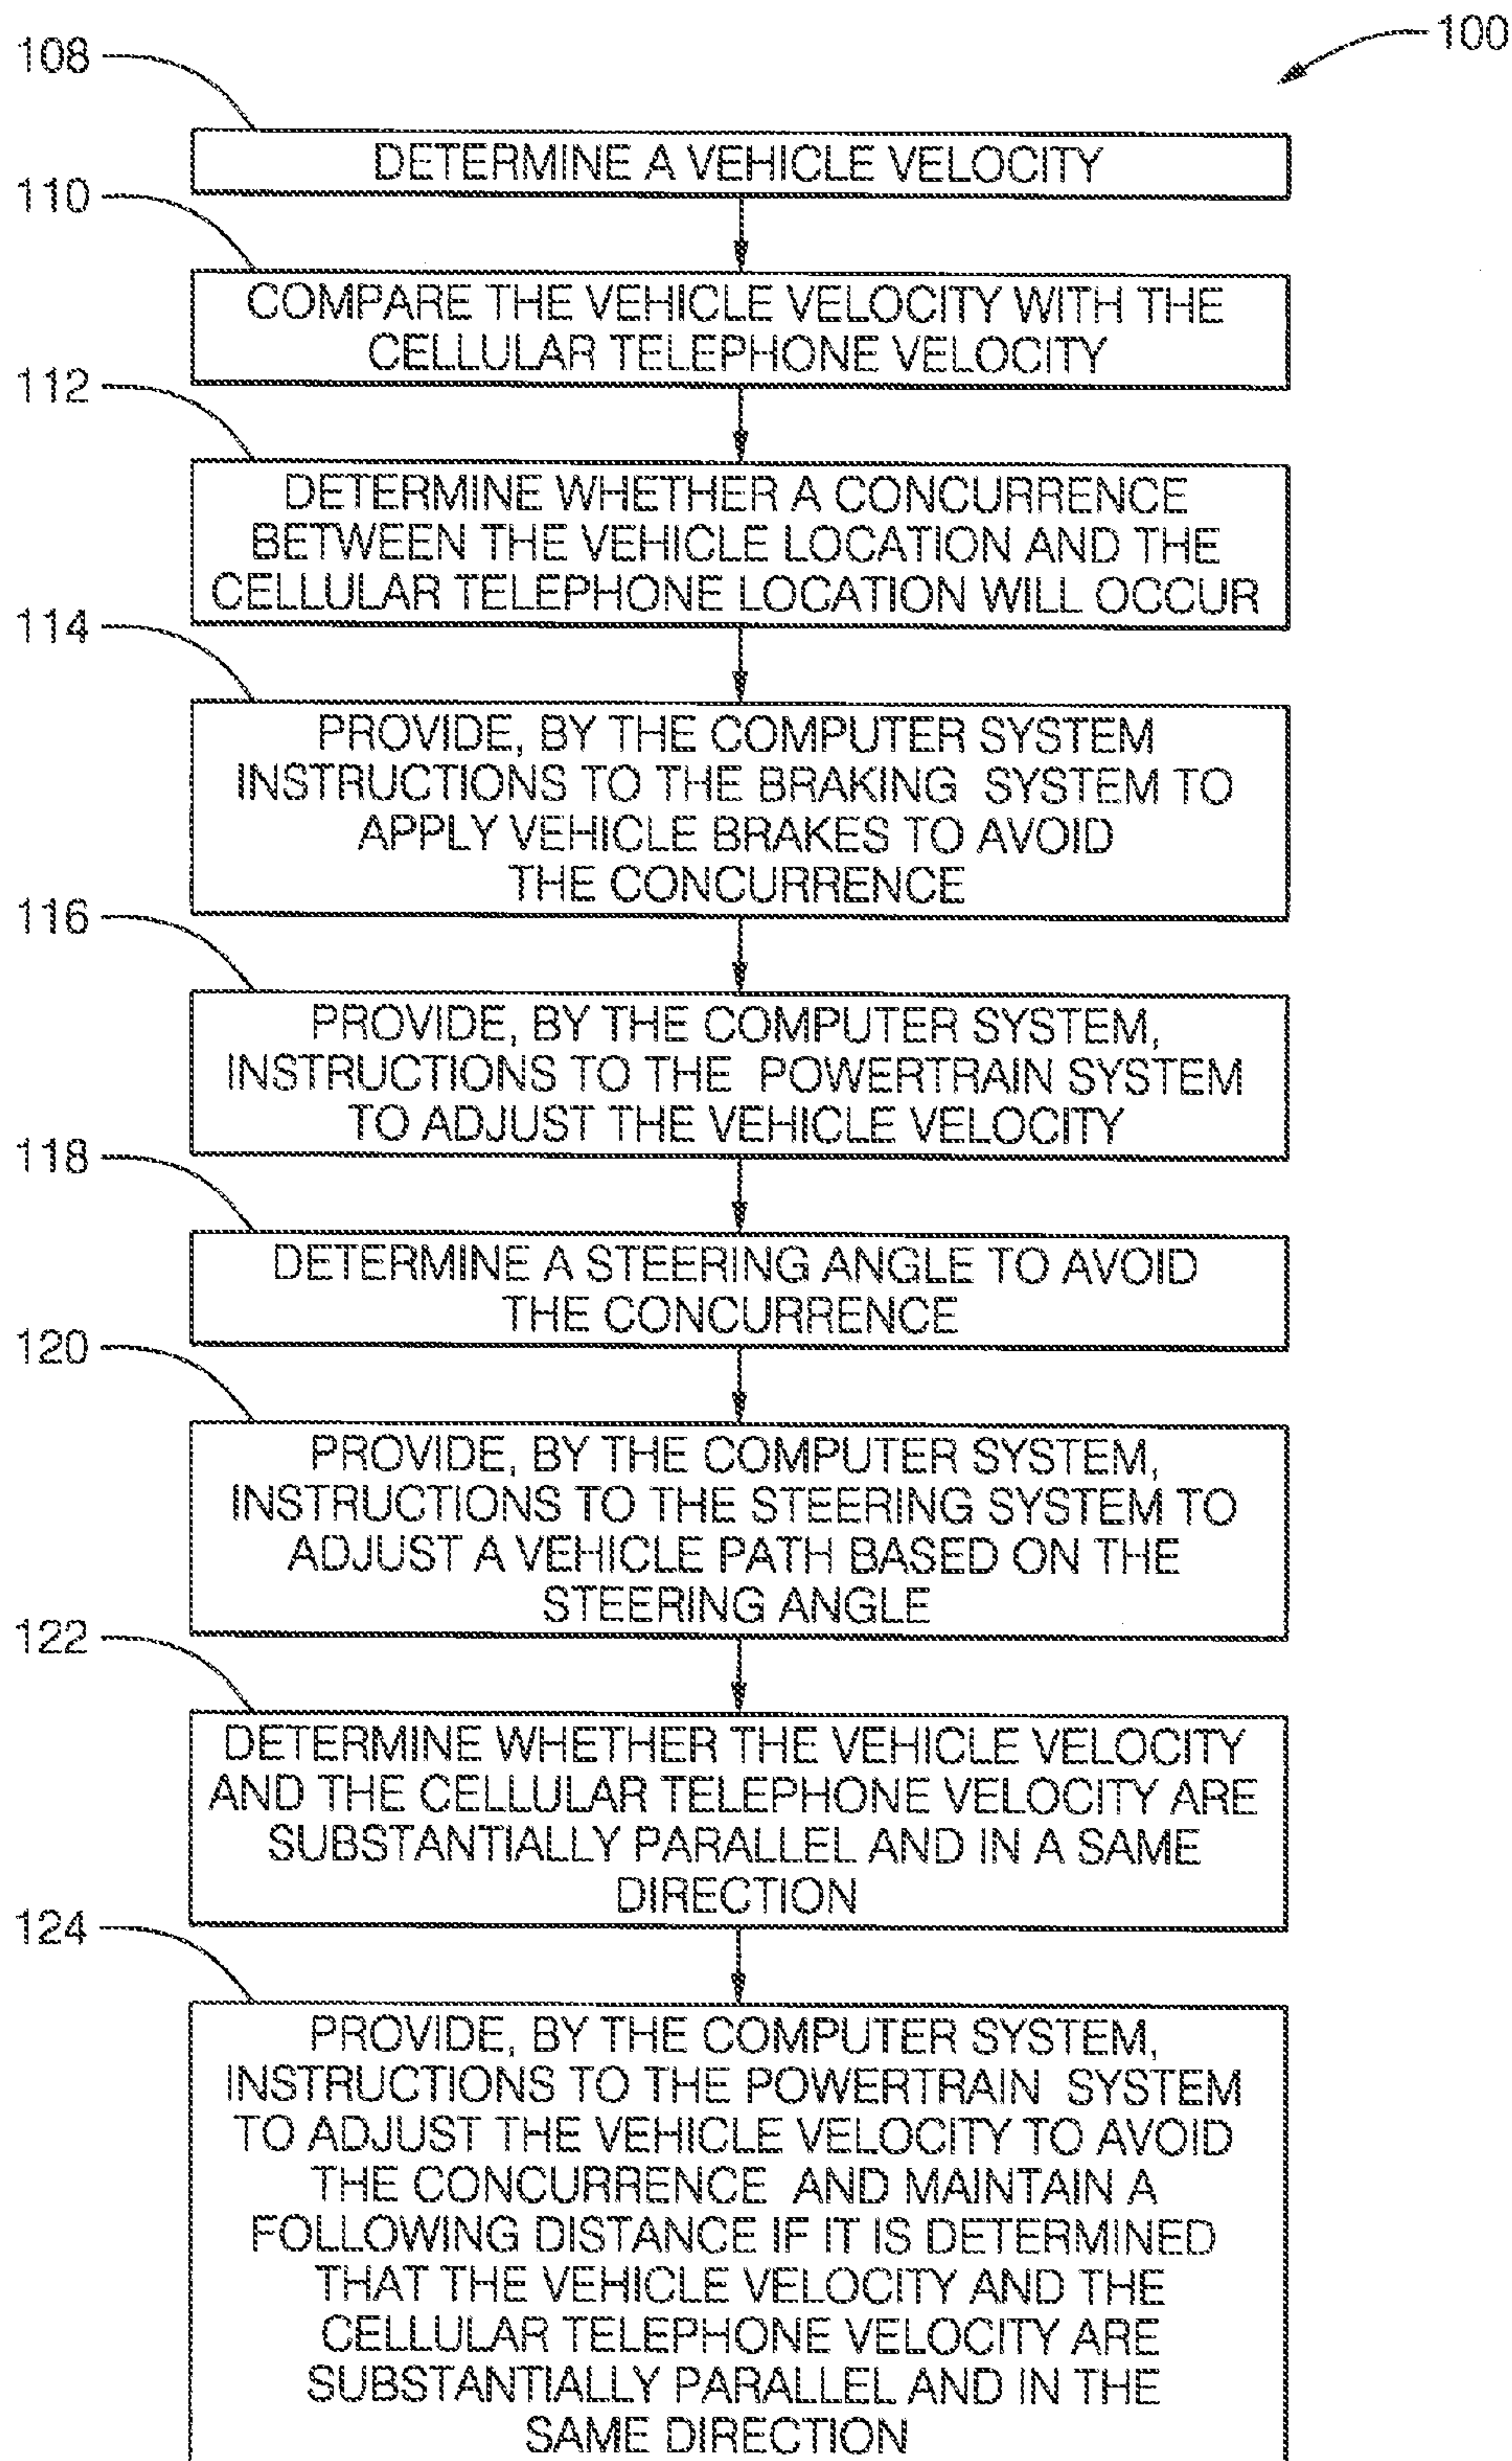 100
108
DETERMINE A VEHICLE VELOCITY
110
COMPARE THE VEHICLE VELOCITY WITH THE
CELLULAR TELEPHONE VELOCITY
112
DETERMINE WHETHER A CONCURRENCE
BETWEEN THE VEHICLE LOCATION AND THE
CELLULAR TELEPHONE LOCATION WILL OCCUR
114
PROVIDE, BY THE COMPUTER SYSTEM
INSTRUCTIONS TO THE BRAKING SYSTEM TO
APPLY VEHICLE BRAKES TO AVOID
THE CONCURRENCE
116
PROVIDE, BY THE COMPUTER SYSTEM,
INSTRUCTIONS TO THE POWERTRAIN SYSTEM
TO ADJUST THE VEHICLE VELOCITY
118
DETERMINE A STEERING ANGLE TO AVOID
THE CONCURRENCE
120
PROVIDE, BY THE COMPUTER SYSTEM,
INSTRUCTIONS TO THE STEERING SYSTEM TO
ADJUST A VEHICLE PATH BASED ON THE
STEERING ANGLE
122
DETERMINE WHETHER THE VEHICLE VELOCITY
AND THE CELLULAR TELEPHONE VELOCITY ARE
SUBSTANTIALLY PARALLEL AND IN A SAME
DIRECTION
124
PROVIDE, BY THE COMPUTER SYSTEM,
INSTRUCTIONS TO THE POWERTRAIN SYSTEM
TO ADJUST THE VEHICLE VELOCITY TO AVOID
THE CONCURRENCE AND MAINTAIN A
FOLLOWING DISTANCE IF IT IS DETERMINED
THAT THE VEHICLE VELOCITY AND THE
CELLULAR TELEPHONE VELOCITY ARE
SUBSTANTIALLY PARALLEL AND IN THE
SAME DIRECTION